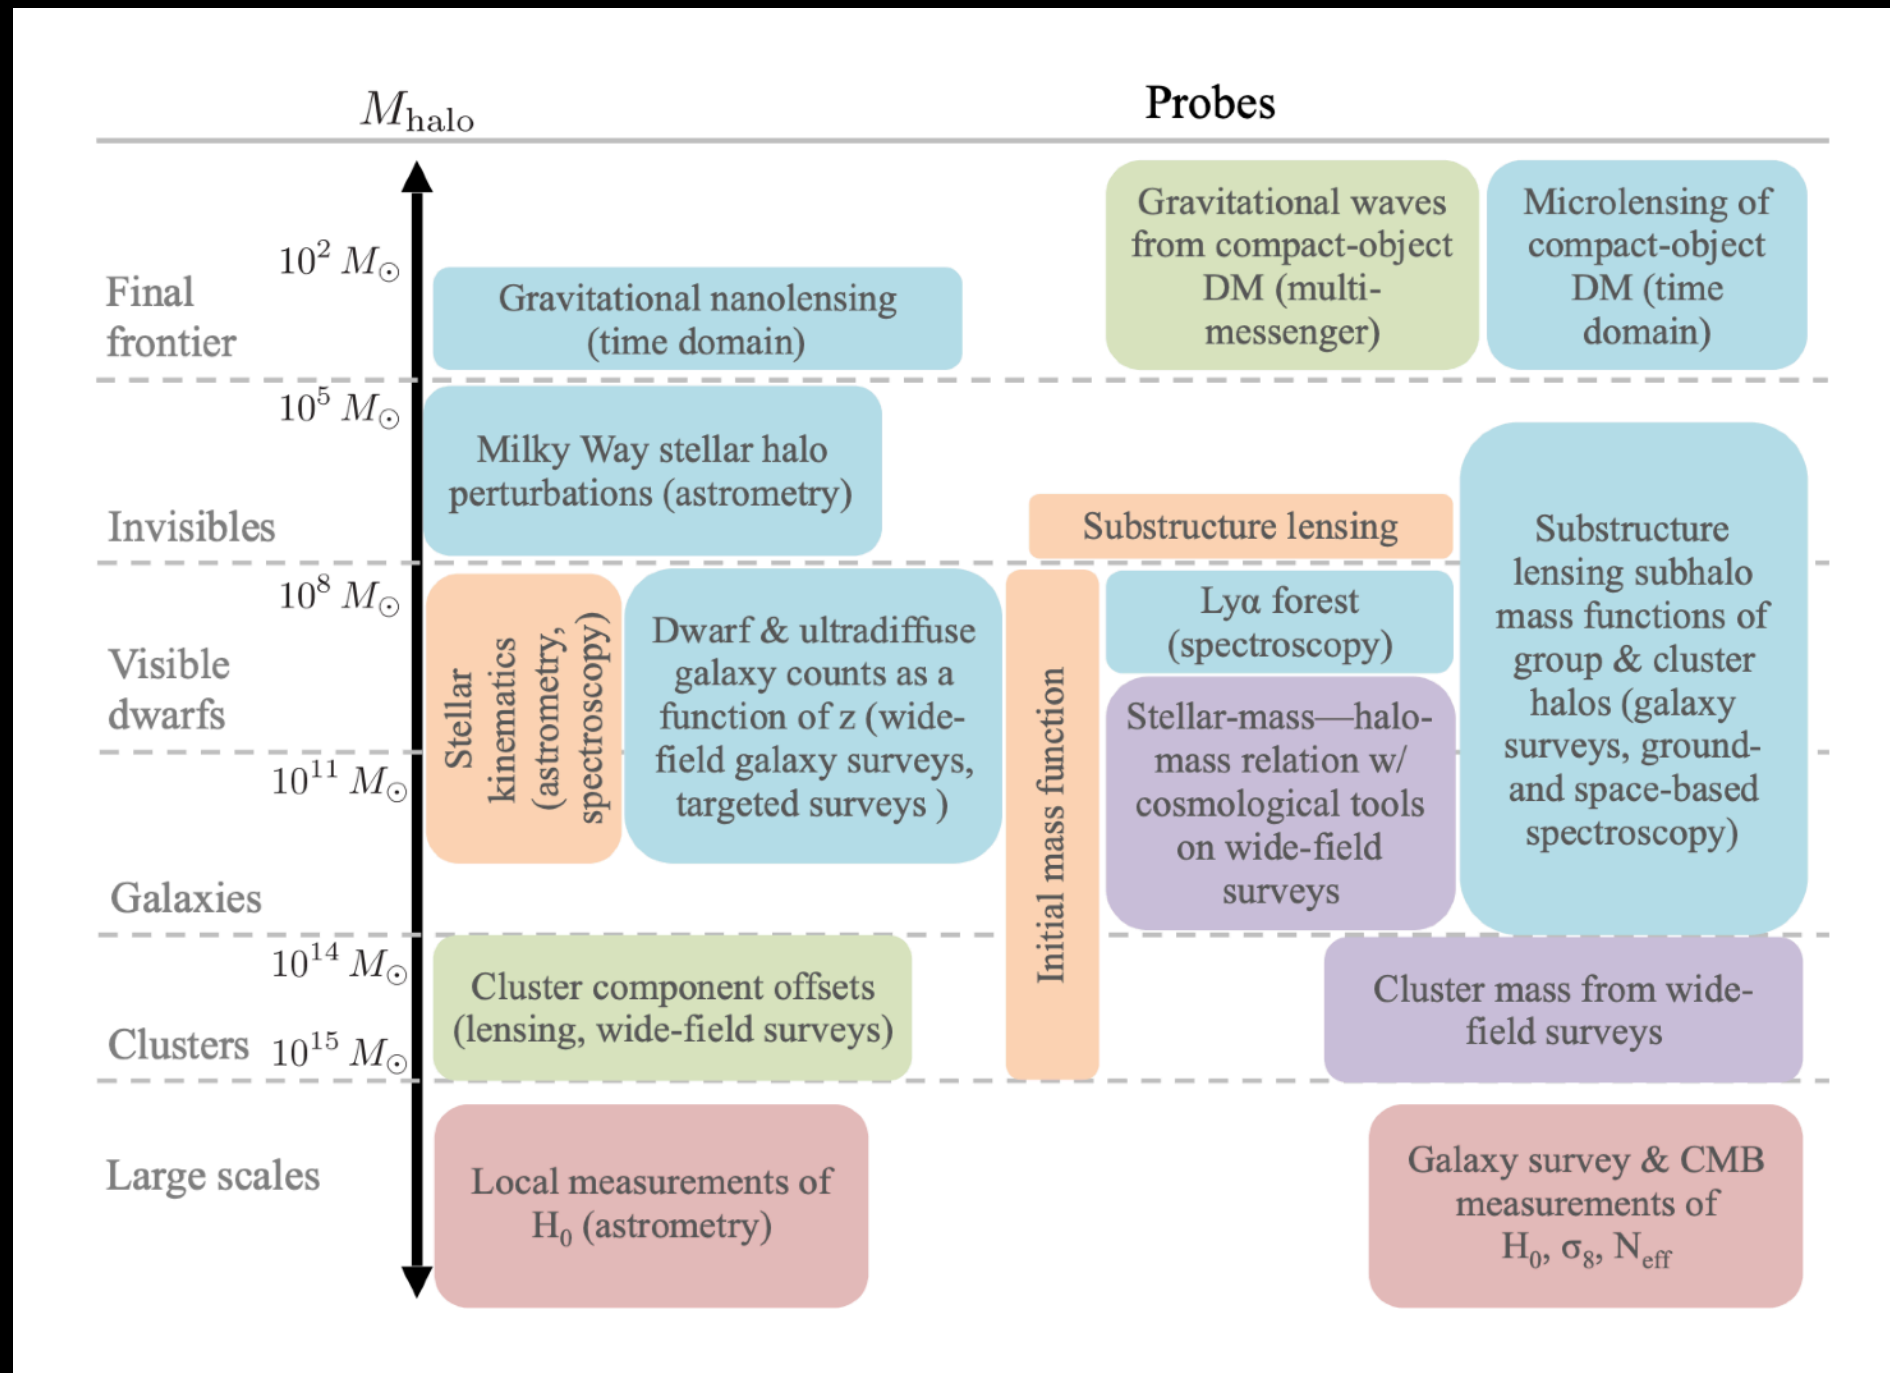 M_halo
Probes
Final
frontier
10² M_⊙
Gravitational nanolensing
(time domain)
Gravitational waves
from compact-object
DM (multi-
messenger)
Microlensing of
compact-object
DM (time
domain)
Invisibles
10⁵ M_⊙
Milky Way stellar halo
perturbations (astrometry)
Substructure lensing
Substructure
lensing subhalo
mass functions of
group & cluster
halos (galaxy
surveys, ground-
and space-based
spectroscopy)
Visible
dwarfs
10⁸ M_⊙
Stellar
kinematics
(astrometry,
spectroscopy)
Dwarf & ultradiffuse
galaxy counts as a
function of z (wide-
field galaxy surveys,
targeted surveys )
Initial mass function
Lyα forest
(spectroscopy)
Stellar-mass—halo-
mass relation w/
cosmological tools
on wide-field
surveys
10¹¹ M_⊙
Galaxies
10¹⁴ M_⊙
Clusters
10¹⁵ M_⊙
Cluster component offsets
(lensing, wide-field surveys)
Cluster mass from wide-
field surveys
Large scales
Local measurements of
H₀ (astrometry)
Galaxy survey & CMB
measurements of
H₀, σ₈, N_eff